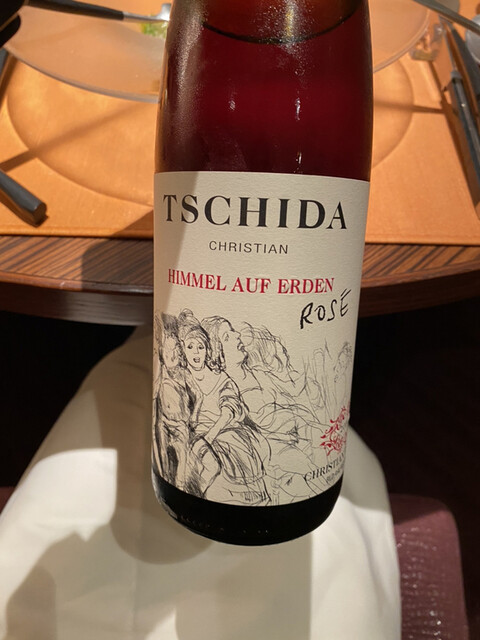 TSCHIDA
CHRISTIAN
HIMMEL AUF ERDEN
ROSÉ